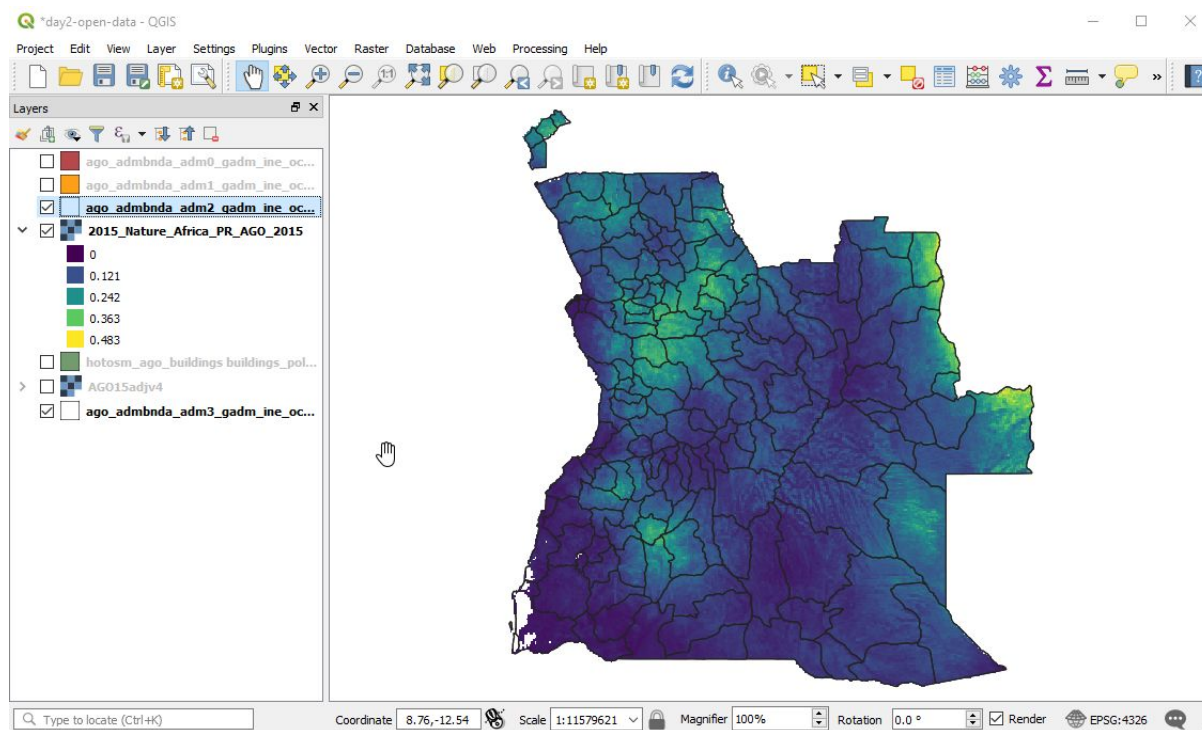 *day2-open-data - QGIS
Project Edit View Layer Settings Plugins Vector Raster Database Web Processing Help
1:1
»
?
Layers
ago_admbnda_adm0_gadm_ine_oc...
ago_admbnda_adm1_gadm_ine_oc...
ago_admbnda_adm2_gadm_ine_oc...
2015_Nature_Africa_PR_AGO_2015
0
0.121
0.242
0.363
0.483
hotosm_ago_buildings buildings_pol...
AGO15adjv4
ago_admbnda_adm3_gadm_ine_oc...
Type to locate (Ctrl+K) Coordinate 8.76,-12.54 Scale 1:11579621 Magnifier 100% Rotation 0.0 ° Render EPSG:4326